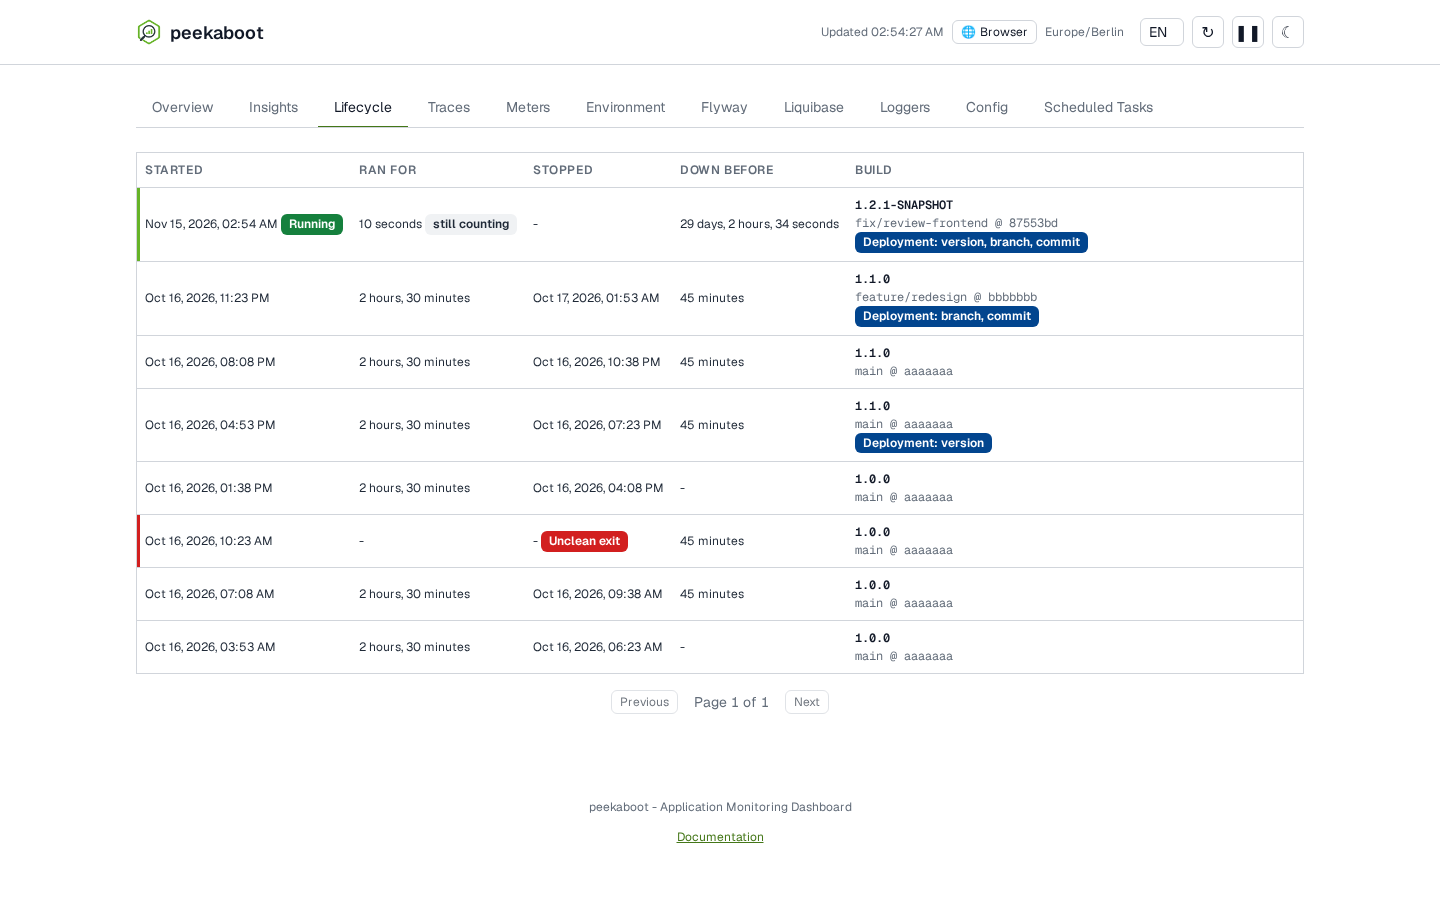 peekaboot
Updated 02:54:27 AM 🌐 Browser Europe/Berlin EN ↻ ❚❚ ☾
Overview Insights Lifecycle Traces Meters Environment Flyway Liquibase Loggers Config Scheduled Tasks
STARTED RAN FOR STOPPED DOWN BEFORE BUILD
Nov 15, 2026, 02:54 AM Running 10 seconds still counting - 29 days, 2 hours, 34 seconds 1.2.1-SNAPSHOT
fix/review-frontend @ 87553bd
Deployment: version, branch, commit
Oct 16, 2026, 11:23 PM 2 hours, 30 minutes Oct 17, 2026, 01:53 AM 45 minutes 1.1.0
feature/redesign @ bbbbbbb
Deployment: branch, commit
Oct 16, 2026, 08:08 PM 2 hours, 30 minutes Oct 16, 2026, 10:38 PM 45 minutes 1.1.0
main @ aaaaaaa
Oct 16, 2026, 04:53 PM 2 hours, 30 minutes Oct 16, 2026, 07:23 PM 45 minutes 1.1.0
main @ aaaaaaa
Deployment: version
Oct 16, 2026, 01:38 PM 2 hours, 30 minutes Oct 16, 2026, 04:08 PM - 1.0.0
main @ aaaaaaa
Oct 16, 2026, 10:23 AM - - Unclean exit 45 minutes 1.0.0
main @ aaaaaaa
Oct 16, 2026, 07:08 AM 2 hours, 30 minutes Oct 16, 2026, 09:38 AM 45 minutes 1.0.0
main @ aaaaaaa
Oct 16, 2026, 03:53 AM 2 hours, 30 minutes Oct 16, 2026, 06:23 AM - 1.0.0
main @ aaaaaaa
Previous Page 1 of 1 Next
peekaboot - Application Monitoring Dashboard
Documentation